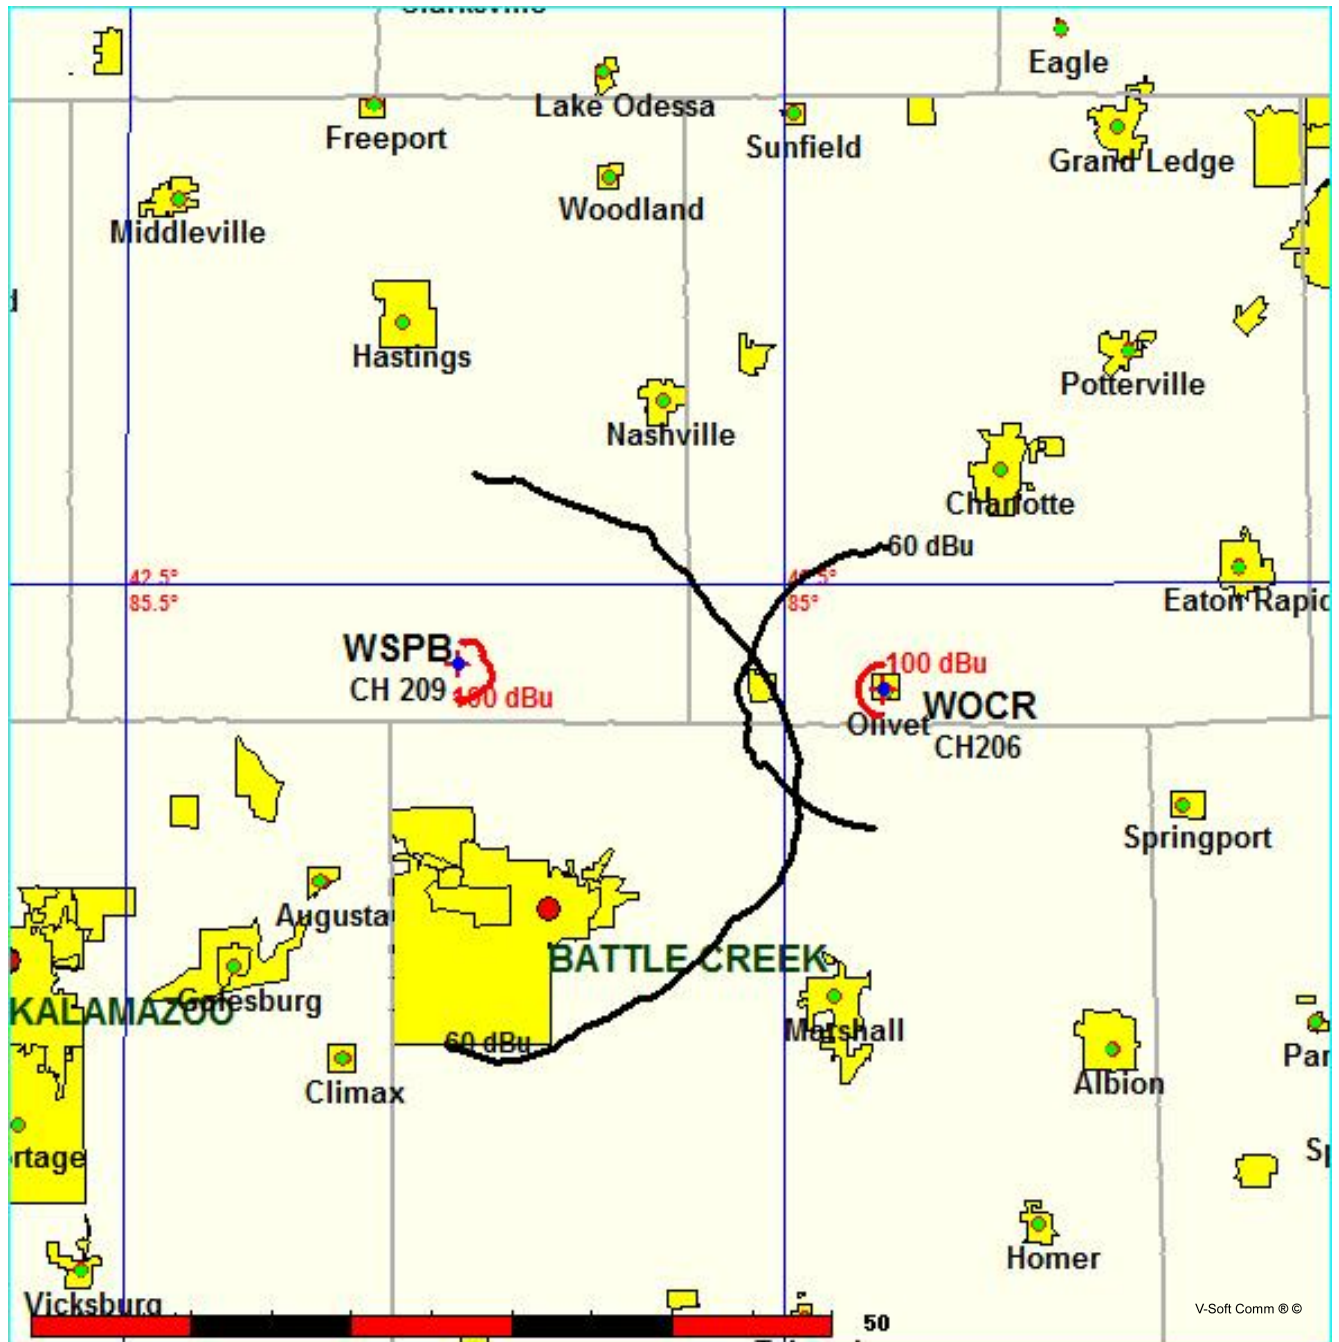 Eagle
Lake Odessa
Freeport
Sunfield
Grand Ledge
Woodland
Middleville
Hastings
Potterville
Nashville
Charlotte
60 dBu
42.5°
85.5°
85°
Eaton Rapid
WSPB
CH 209
100 dBu
100 dBu
WOCR
Olivet
CH206
Springport
Augusta
BATTLE CREEK
Galesburg
KALAMAZOO
Marshall
60 dBu
Par
Climax
Albion
rtage
Sp
Homer
Vicksburg
50
V-Soft Comm ® ©